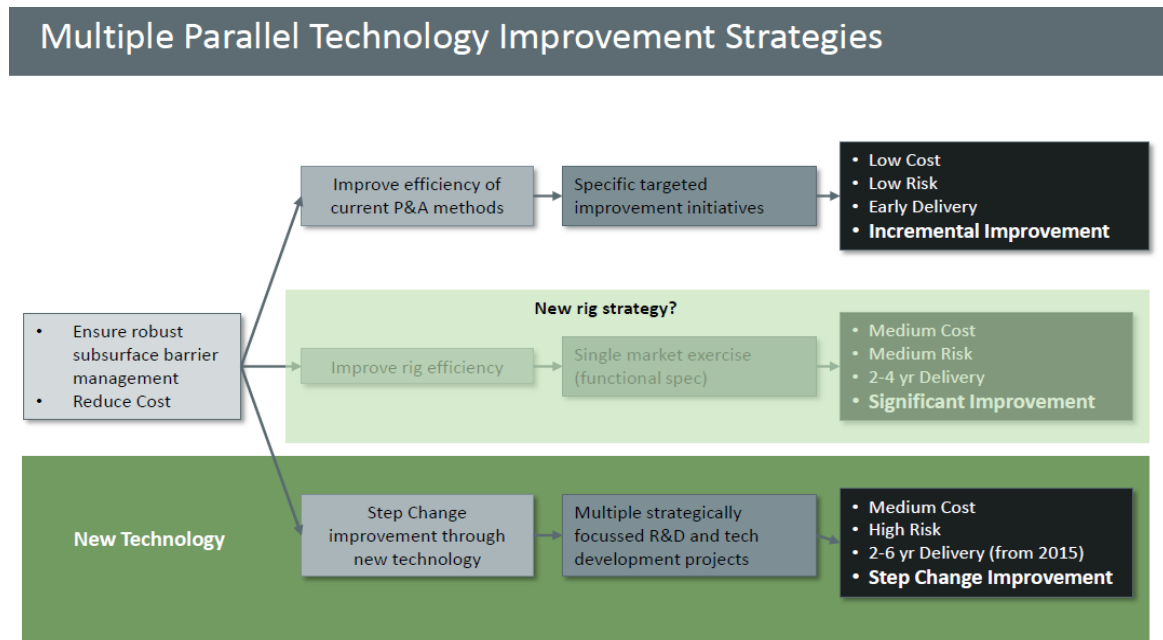 Multiple Parallel Technology Improvement Strategies
Improve efficiency of
current P&A methods
Specific targeted
improvement initiatives
• Low Cost
• Low Risk
• Early Delivery
• Incremental Improvement
• Ensure robust
subsurface barrier
management
• Reduce Cost
New rig strategy?
Improve rig efficiency
Single market exercise
(functional spec)
• Medium Cost
• Medium Risk
• 2-4 yr Delivery
• Significant Improvement
New Technology
Step Change
improvement through
new technology
Multiple strategically
focussed R&D and tech
development projects
• Medium Cost
• High Risk
• 2-6 yr Delivery (from 2015)
• Step Change Improvement